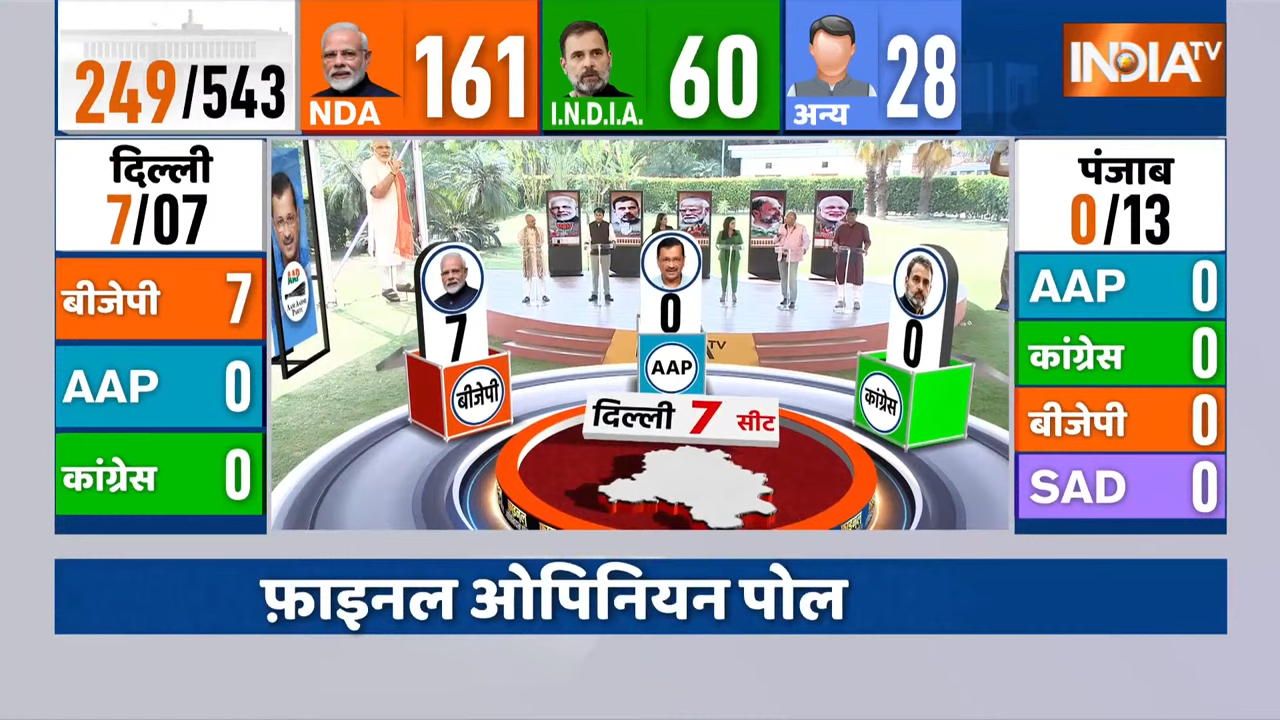 249/543
NDA 161
I.N.D.I.A. 60
अन्य 28
INDIA TV
दिल्ली
7/07
बीजेपी 7
AAP 0
कांग्रेस 0
7
बीजेपी
0
AAP
0
कांग्रेस
दिल्ली 7 सीट
पंजाब
0/13
AAP 0
कांग्रेस 0
बीजेपी 0
SAD 0
फ़ाइनल ओपिनियन पोल